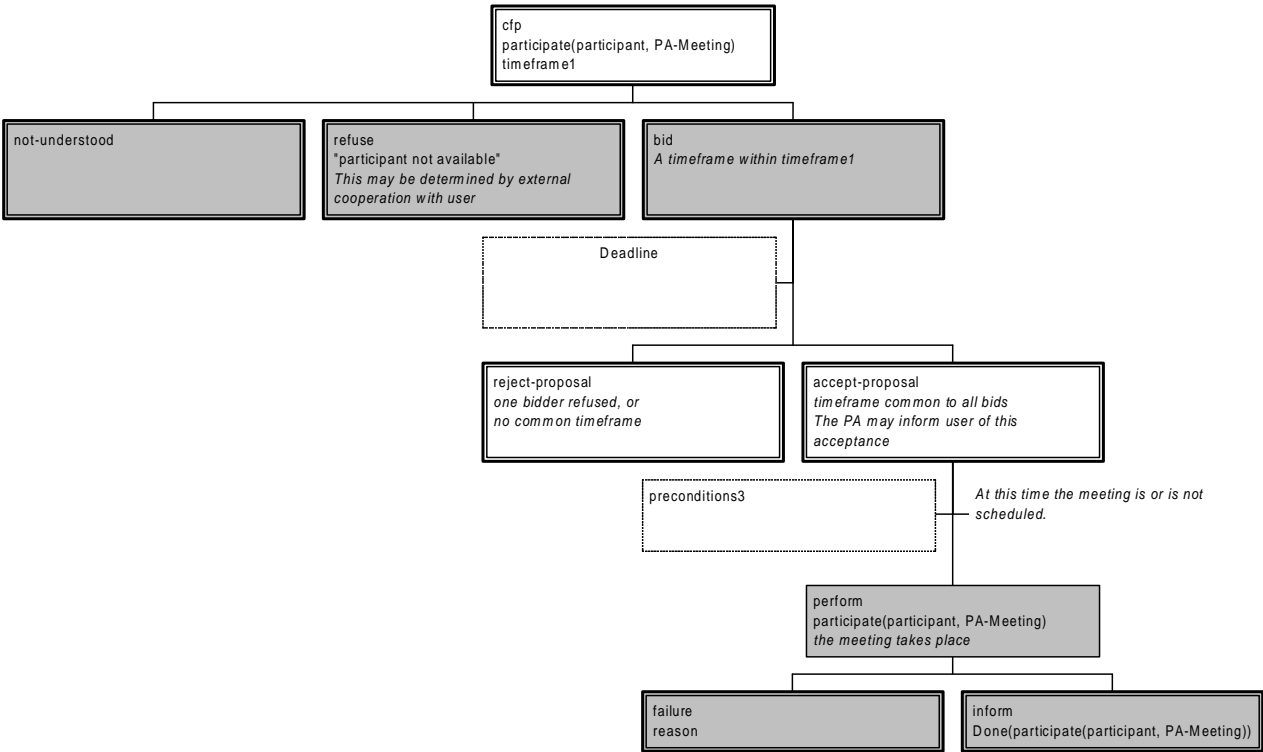 cfp
participate(participant, PA-Meeting)
timeframe1
not-understood
refuse
"participant not available"
This may be determined by external
cooperation with user
bid
A timeframe within timeframe1
Deadline
reject-proposal
one bidder refused, or
no common timeframe
accept-proposal
timeframe common to all bids
The PA may inform user of this
acceptance
preconditions3
At this time the meeting is or is not
scheduled.
perform
participate(participant, PA-Meeting)
the meeting takes place
failure
reason
inform
Done(participate(participant, PA-Meeting))